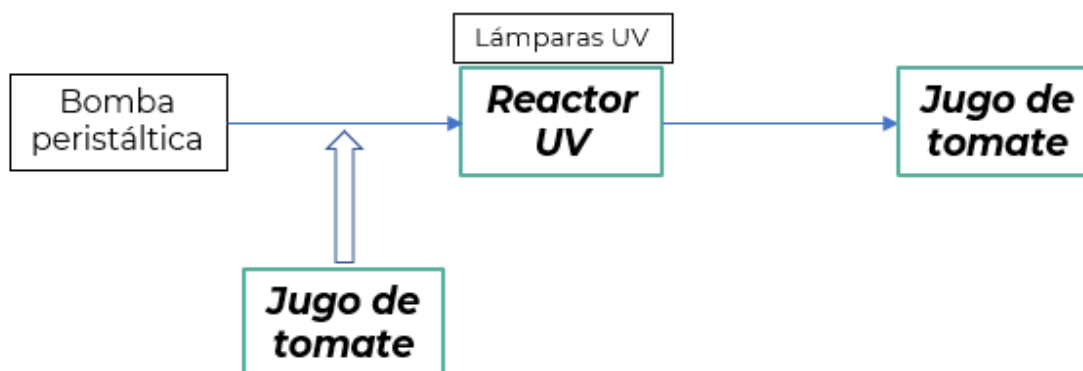 Lámparas UV
Bomba
peristáltica
Reactor
UV
Jugo de
tomate
Jugo de
tomate